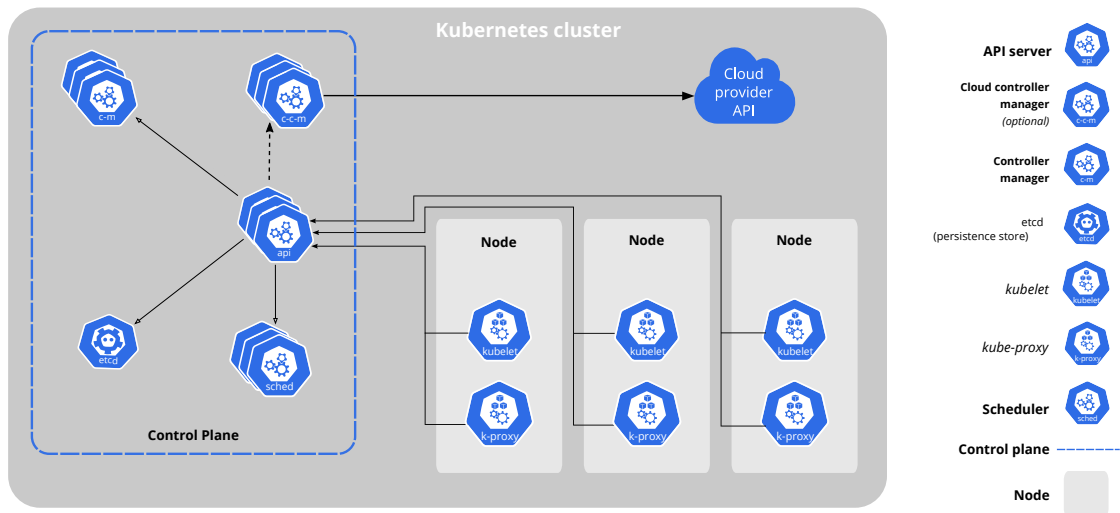 Kubernetes cluster
c-m
c-c-m
Cloud
provider
API
api
etcd
sched
Control Plane
Node
kubelet
k-proxy
Node
kubelet
k-proxy
Node
kubelet
k-proxy
API server
api
Cloud controller
manager
(optional)
c-c-m
Controller
manager
c-m
etcd
(persistence store)
etcd
kubelet
kubelet
kube-proxy
k-proxy
Scheduler
sched
Control plane
Node